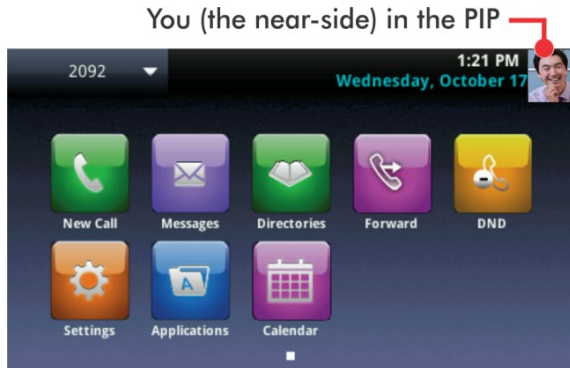 You (the near-side) in the PIP
2092
1:21 PM
Wednesday, October 17
New Call Messages Directories Forward DND
A
Settings Applications Calendar